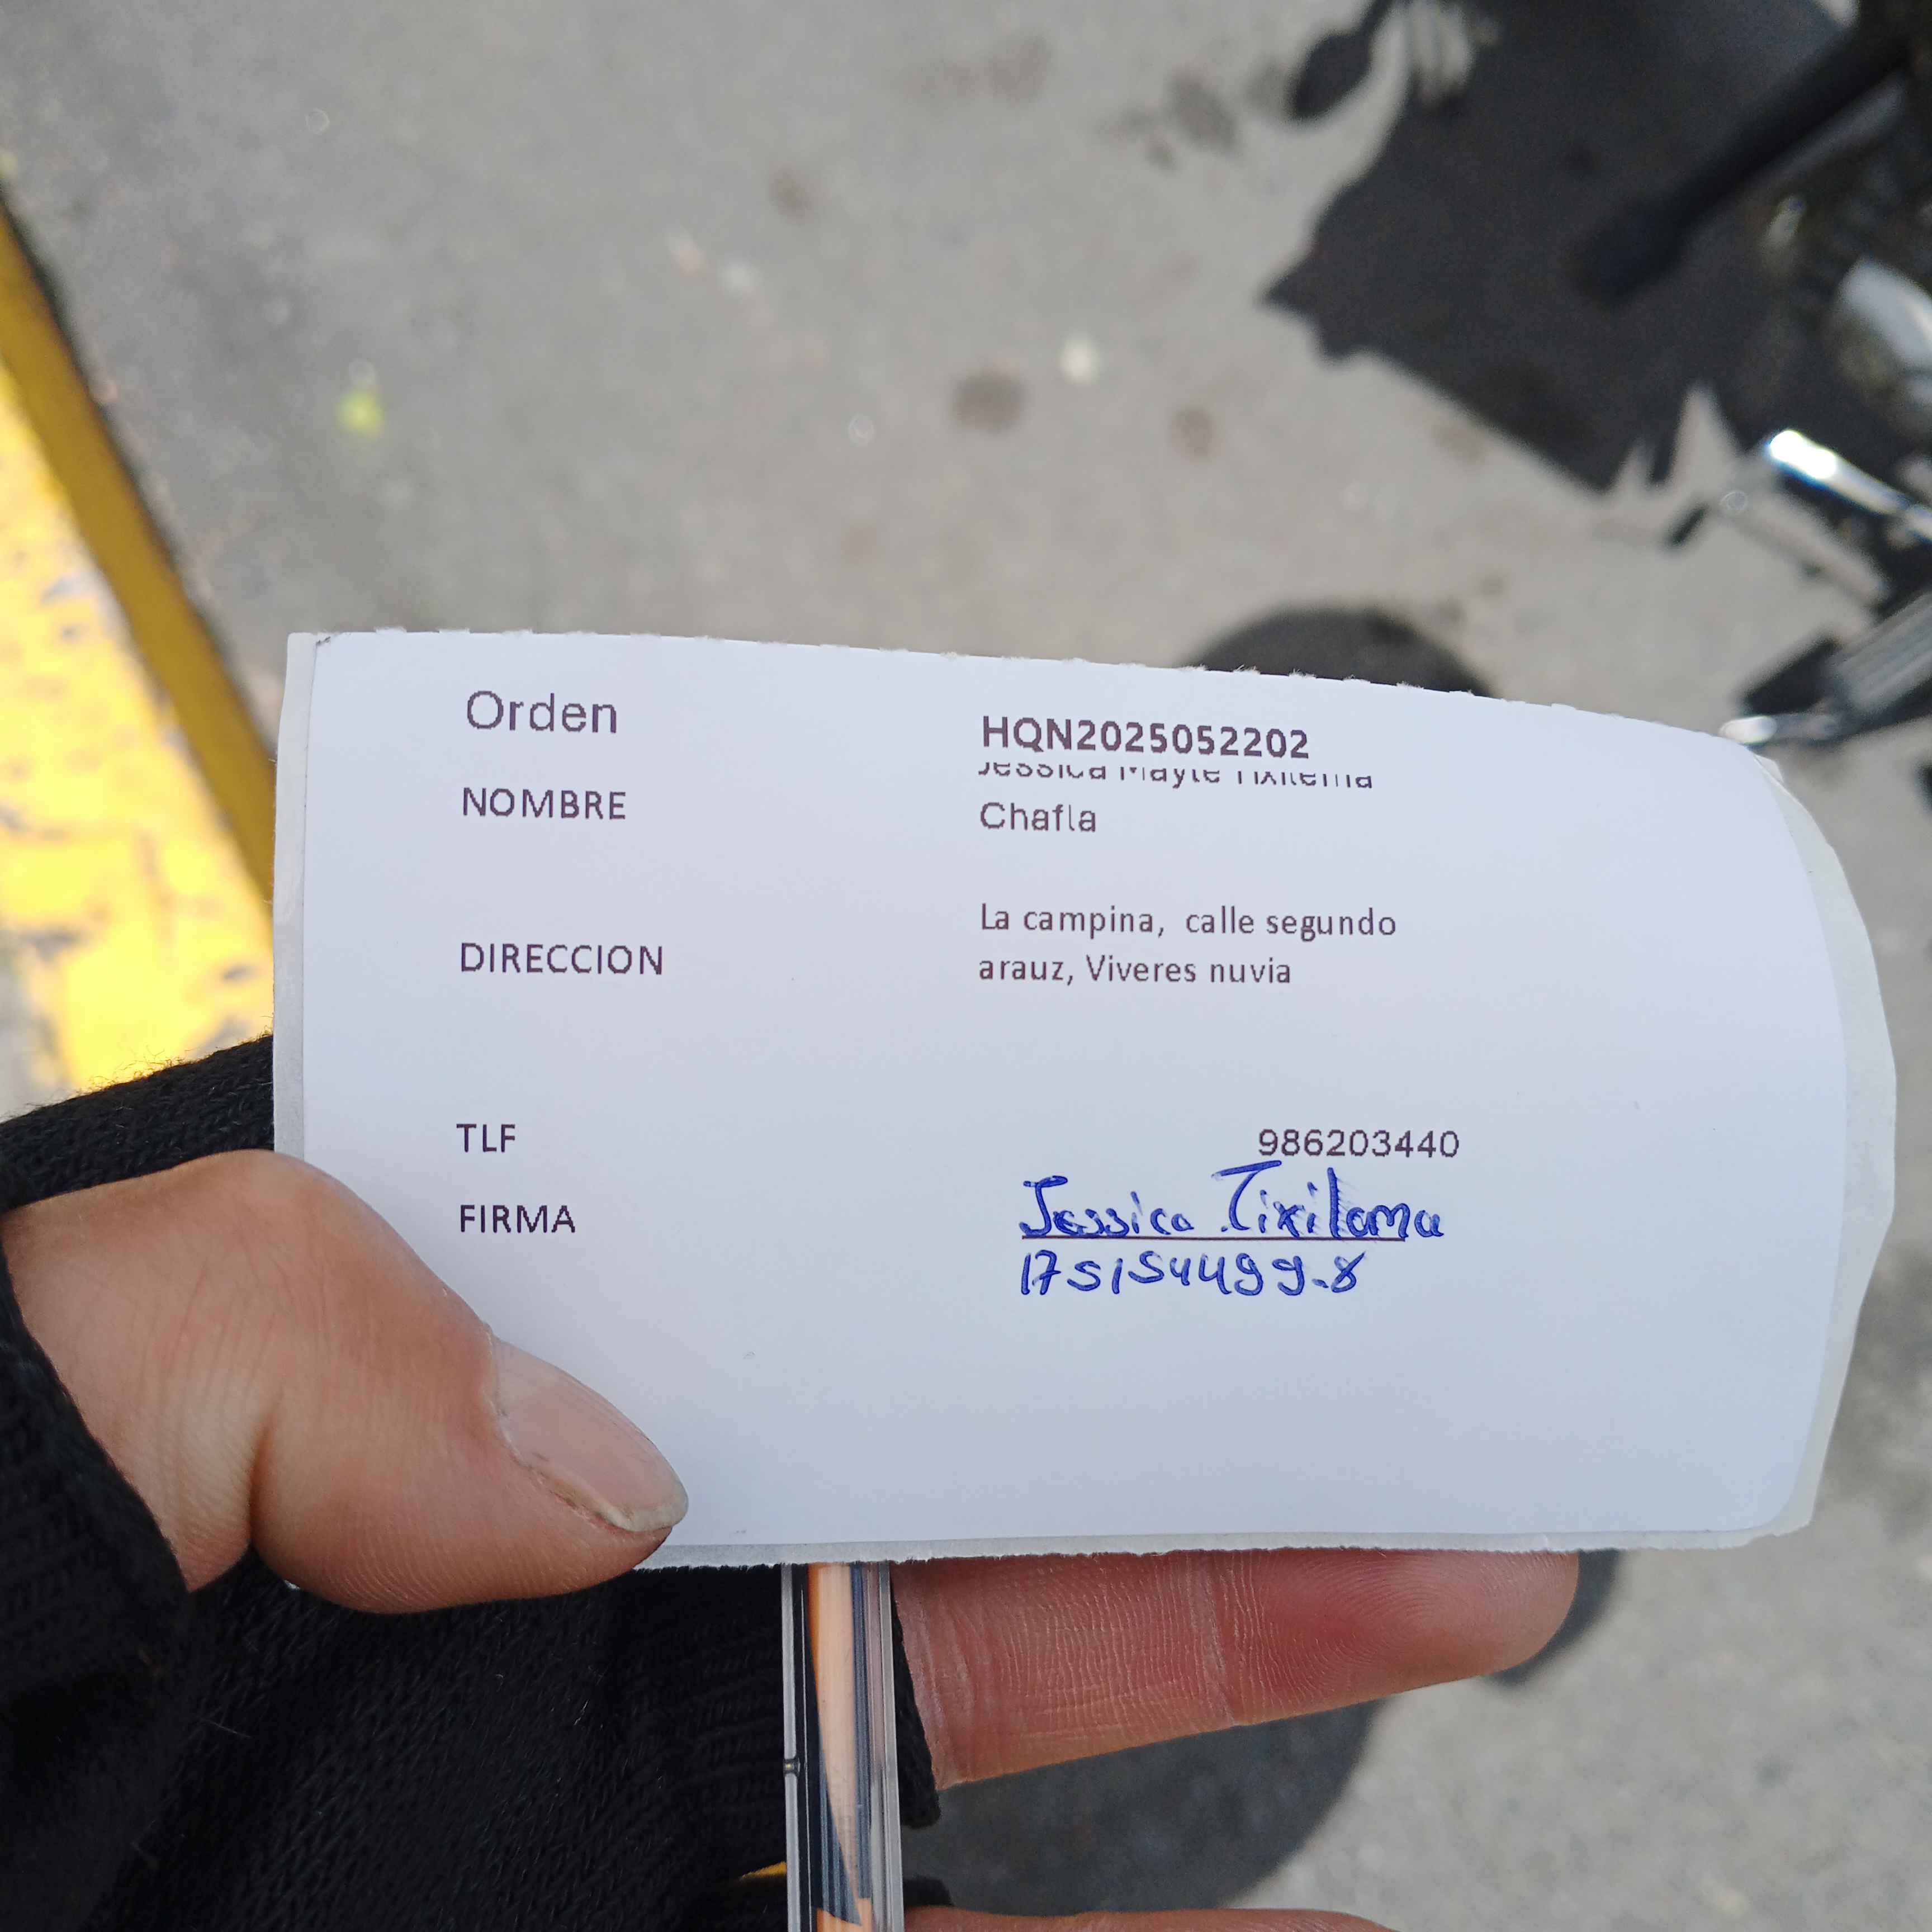 Orden HQN2025052202
NOMBRE Jessica Mayte Tixilema
Chafla
DIRECCION La campina, calle segundo
arauz, Viveres nuvia
TLF 986203440
FIRMA Jessica Tixilema
175154499-8